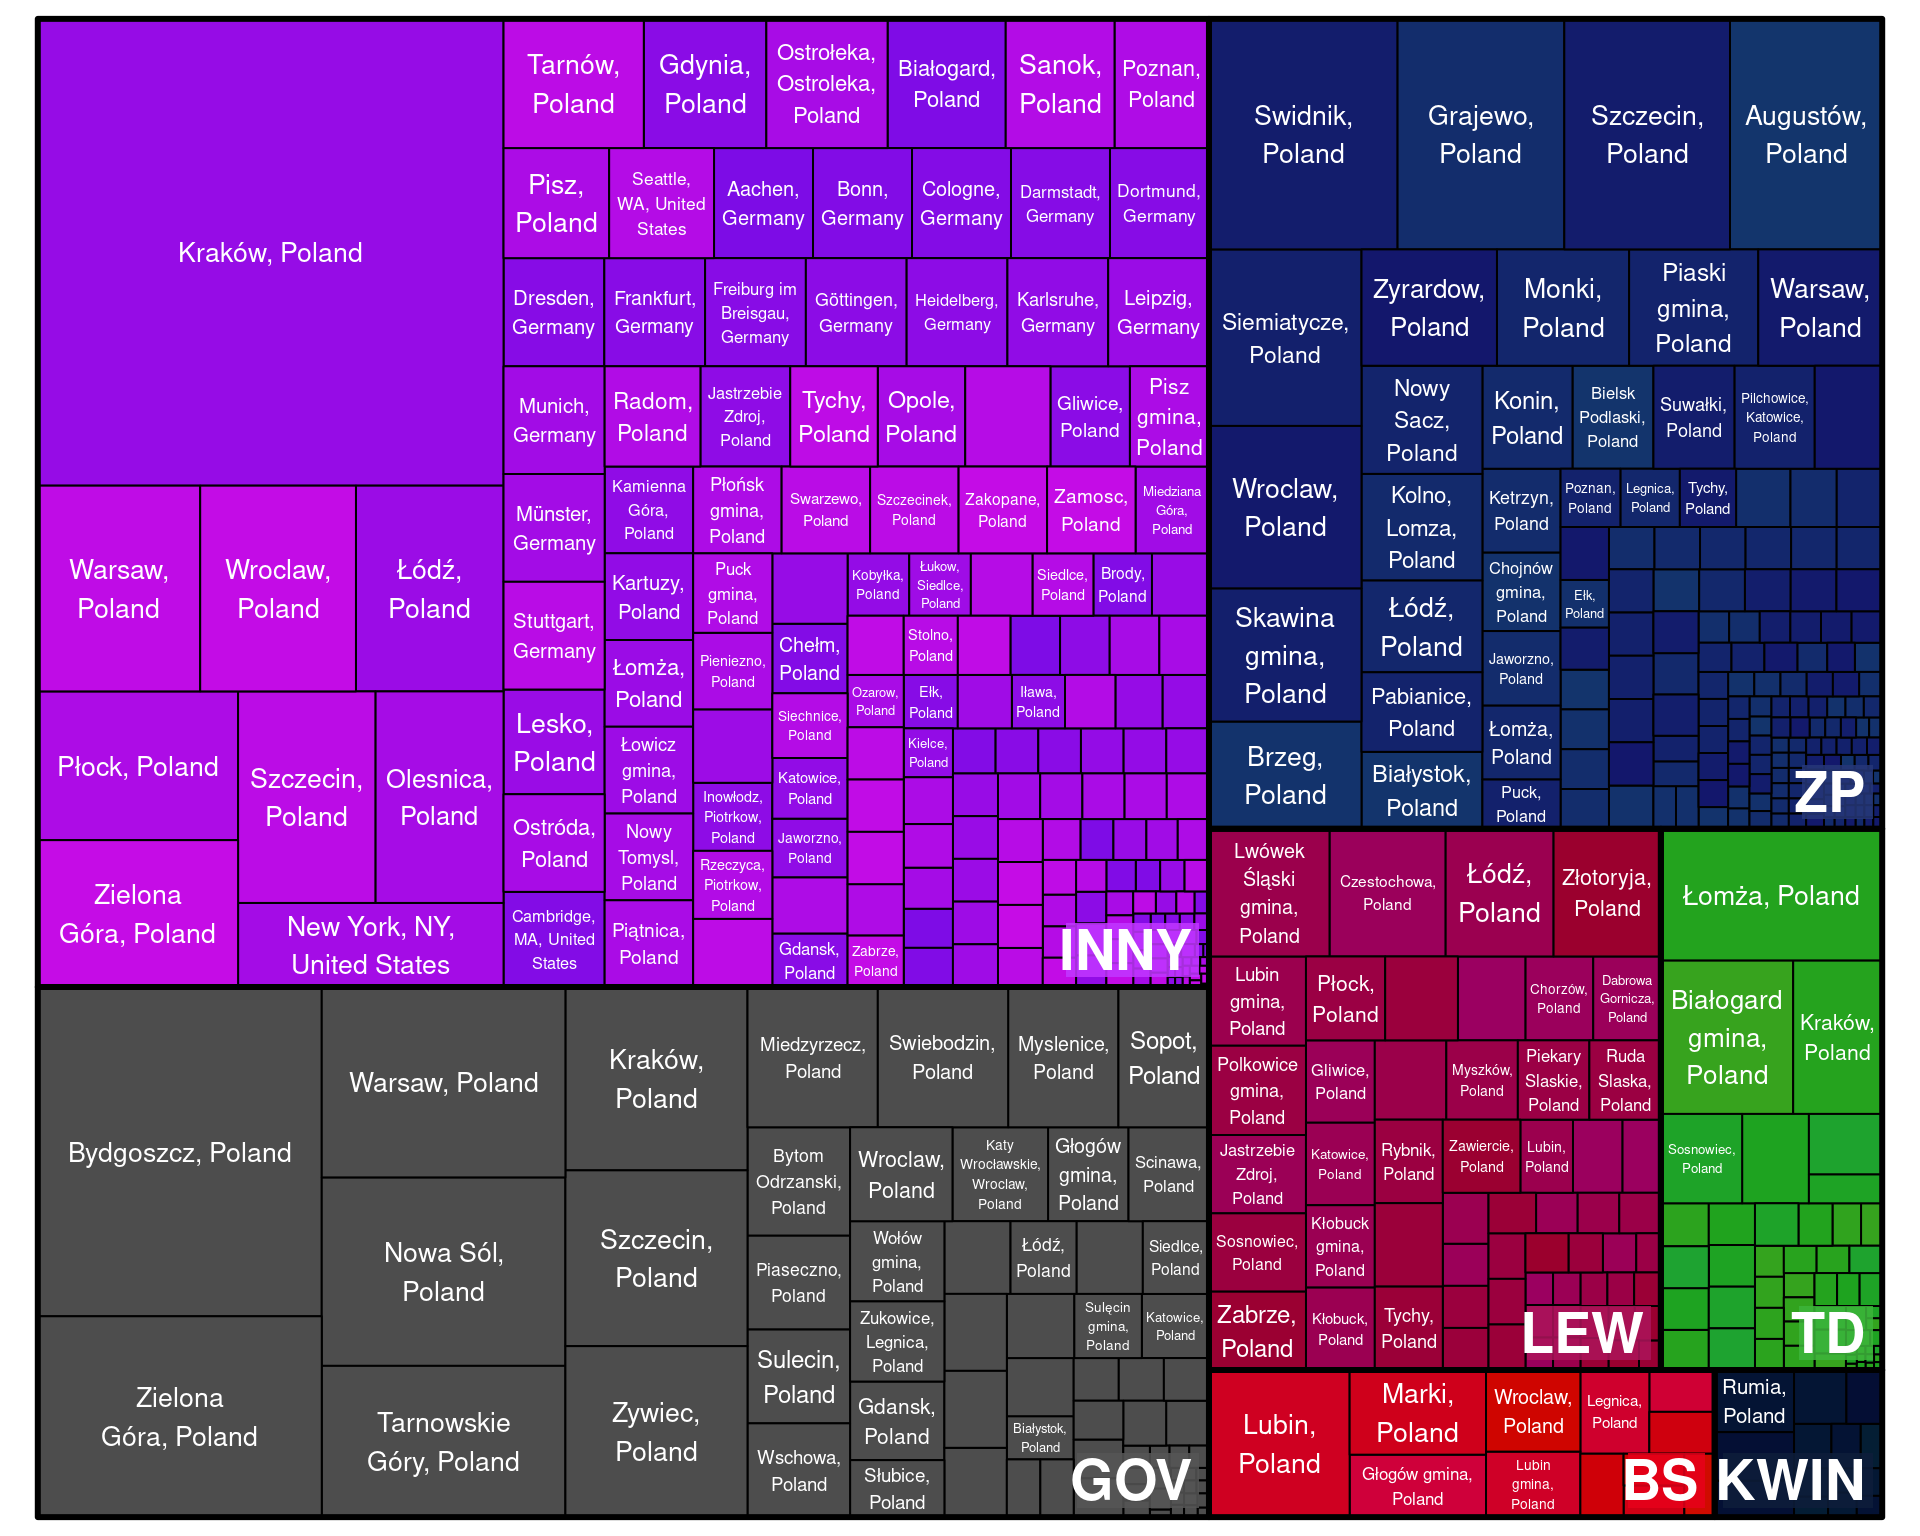 Kraków, Poland
Warsaw,
Poland
Wroclaw,
Poland
Łódź,
Poland
Płock, Poland
Szczecin,
Poland
Olesnica,
Poland
Zielona
Góra, Poland
New York, NY,
United States
Tarnów,
Poland
Gdynia,
Poland
Ostrołeka,
Ostroleka,
Poland
Białogard,
Poland
Sanok,
Poland
Poznan,
Poland
Pisz,
Poland
Seattle,
WA, United
States
Aachen,
Germany
Bonn,
Germany
Cologne,
Germany
Darmstadt,
Germany
Dortmund,
Germany
Dresden,
Germany
Frankfurt,
Germany
Freiburg im
Breisgau,
Germany
Göttingen,
Germany
Heidelberg,
Germany
Karlsruhe,
Germany
Leipzig,
Germany
Munich,
Germany
Münster,
Germany
Stuttgart,
Germany
Lesko,
Poland
Ostróda,
Poland
Cambridge,
MA, United
States
Radom,
Poland
Jastrzebie
Zdroj,
Poland
Tychy,
Poland
Opole,
Poland
Gliwice,
Poland
Pisz
gmina,
Poland
Kamienna
Góra,
Poland
Płońsk
gmina,
Poland
Swarzewo,
Poland
Szczecinek,
Poland
Zakopane,
Poland
Zamosc,
Poland
Miedziana
Góra,
Poland
Kartuzy,
Poland
Łomża,
Poland
Łowicz
gmina,
Poland
Nowy
Tomysl,
Poland
Piątnica,
Poland
Puck
gmina,
Poland
Pieniezno,
Poland
Inowłodz,
Piotrkow,
Poland
Rzeczyca,
Piotrkow,
Poland
Chełm,
Poland
Siechnice,
Poland
Katowice,
Poland
Jaworzno,
Poland
Gdansk,
Poland
Kobyłka,
Poland
Łukow,
Siedlce,
Poland
Siedlce,
Poland
Brody,
Poland
Stolno,
Poland
Ozarow,
Poland
Ełk,
Poland
Iława,
Poland
Kielce,
Poland
Zabrze,
Poland
INNY
Bydgoszcz, Poland
Zielona
Góra, Poland
Warsaw, Poland
Nowa Sól,
Poland
Tarnowskie
Góry, Poland
Kraków,
Poland
Szczecin,
Poland
Zywiec,
Poland
Miedzyrzecz,
Poland
Swiebodzin,
Poland
Myslenice,
Poland
Sopot,
Poland
Bytom
Odrzanski,
Poland
Piaseczno,
Poland
Sulecin,
Poland
Wschowa,
Poland
Wroclaw,
Poland
Katy
Wrocławskie,
Wroclaw,
Poland
Głogów
gmina,
Poland
Scinawa,
Poland
Wołów
gmina,
Poland
Zukowice,
Legnica,
Poland
Gdansk,
Poland
Słubice,
Poland
Łódź,
Poland
Siedlce,
Poland
Sulęcin
gmina,
Poland
Katowice,
Poland
Białystok,
Poland
GOV
Swidnik,
Poland
Grajewo,
Poland
Szczecin,
Poland
Augustów,
Poland
Siemiatycze,
Poland
Wroclaw,
Poland
Skawina
gmina,
Poland
Brzeg,
Poland
Zyrardow,
Poland
Monki,
Poland
Piaski
gmina,
Poland
Warsaw,
Poland
Nowy
Sacz,
Poland
Kolno,
Lomza,
Poland
Łódź,
Poland
Pabianice,
Poland
Białystok,
Poland
Konin,
Poland
Bielsk
Podlaski,
Poland
Suwałki,
Poland
Pilchowice,
Katowice,
Poland
Ketrzyn,
Poland
Poznan,
Poland
Legnica,
Poland
Tychy,
Poland
Chojnów
gmina,
Poland
Ełk,
Poland
Jaworzno,
Poland
Łomża,
Poland
Puck,
Poland
ZP
Lwówek
Śląski
gmina,
Poland
Czestochowa,
Poland
Łódź,
Poland
Złotoryja,
Poland
Lubin
gmina,
Poland
Polkowice
gmina,
Poland
Jastrzebie
Zdroj,
Poland
Sosnowiec,
Poland
Zabrze,
Poland
Płock,
Poland
Chorzów,
Poland
Dabrowa
Gornicza,
Poland
Gliwice,
Poland
Myszków,
Poland
Piekary
Slaskie,
Poland
Ruda
Slaska,
Poland
Katowice,
Poland
Rybnik,
Poland
Zawiercie,
Poland
Lubin,
Poland
Kłobuck
gmina,
Poland
Kłobuck,
Poland
Tychy,
Poland
LEW
Łomża, Poland
Białogard
gmina,
Poland
Kraków,
Poland
Sosnowiec,
Poland
TD
Lubin,
Poland
Marki,
Poland
Głogów gmina,
Poland
Wroclaw,
Poland
Lubin
gmina,
Poland
Legnica,
Poland
BS
Rumia,
Poland
KWIN